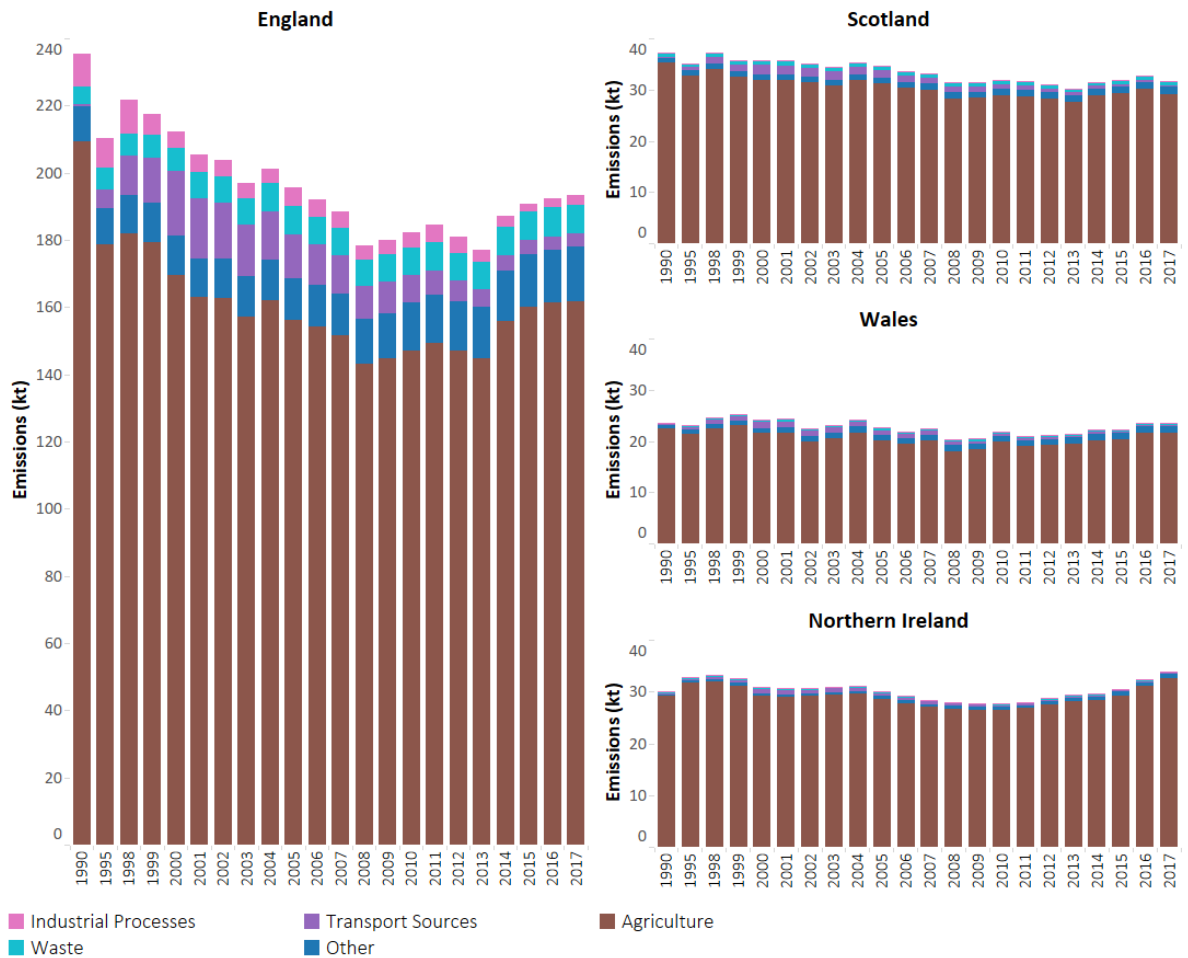 England
Emissions (kt)
240
220
200
180
160
140
120
100
80
60
40
20
0
1990 1995 1998 1999 2000 2001 2002 2003 2004 2005 2006 2007 2008 2009 2010 2011 2012 2013 2014 2015 2016 2017
Scotland
Emissions (kt)
40
30
20
10
0
1990 1995 1998 1999 2000 2001 2002 2003 2004 2005 2006 2007 2008 2009 2010 2011 2012 2013 2014 2015 2016 2017
Wales
Emissions (kt)
40
30
20
10
0
1990 1995 1998 1999 2000 2001 2002 2003 2004 2005 2006 2007 2008 2009 2010 2011 2012 2013 2014 2015 2016 2017
Northern Ireland
Emissions (kt)
40
30
20
10
0
1990 1995 1998 1999 2000 2001 2002 2003 2004 2005 2006 2007 2008 2009 2010 2011 2012 2013 2014 2015 2016 2017
Industrial Processes
Transport Sources
Agriculture
Waste
Other